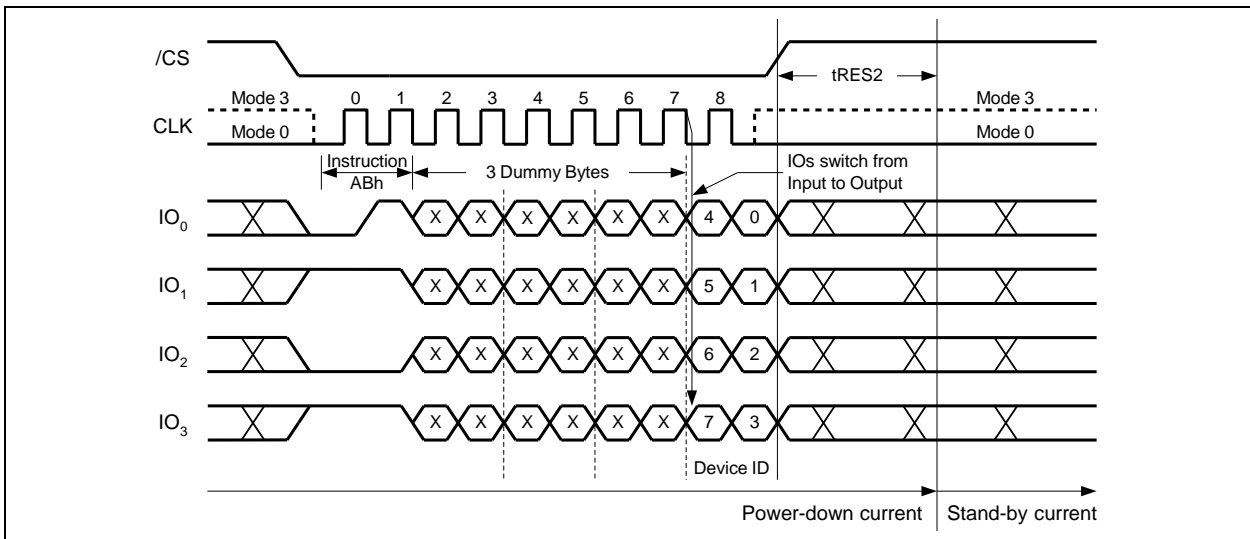 /CS
tRES2
Mode 3 0 1 2 3 4 5 6 7 8 Mode 3
CLK
Mode 0 Mode 0
Instruction
ABh
3 Dummy Bytes
IOs switch from
Input to Output
IO0 X X X X X X 4 0
IO1 X X X X X X 5 1
IO2 X X X X X X 6 2
IO3 X X X X X X 7 3
Device ID
Power-down current Stand-by current